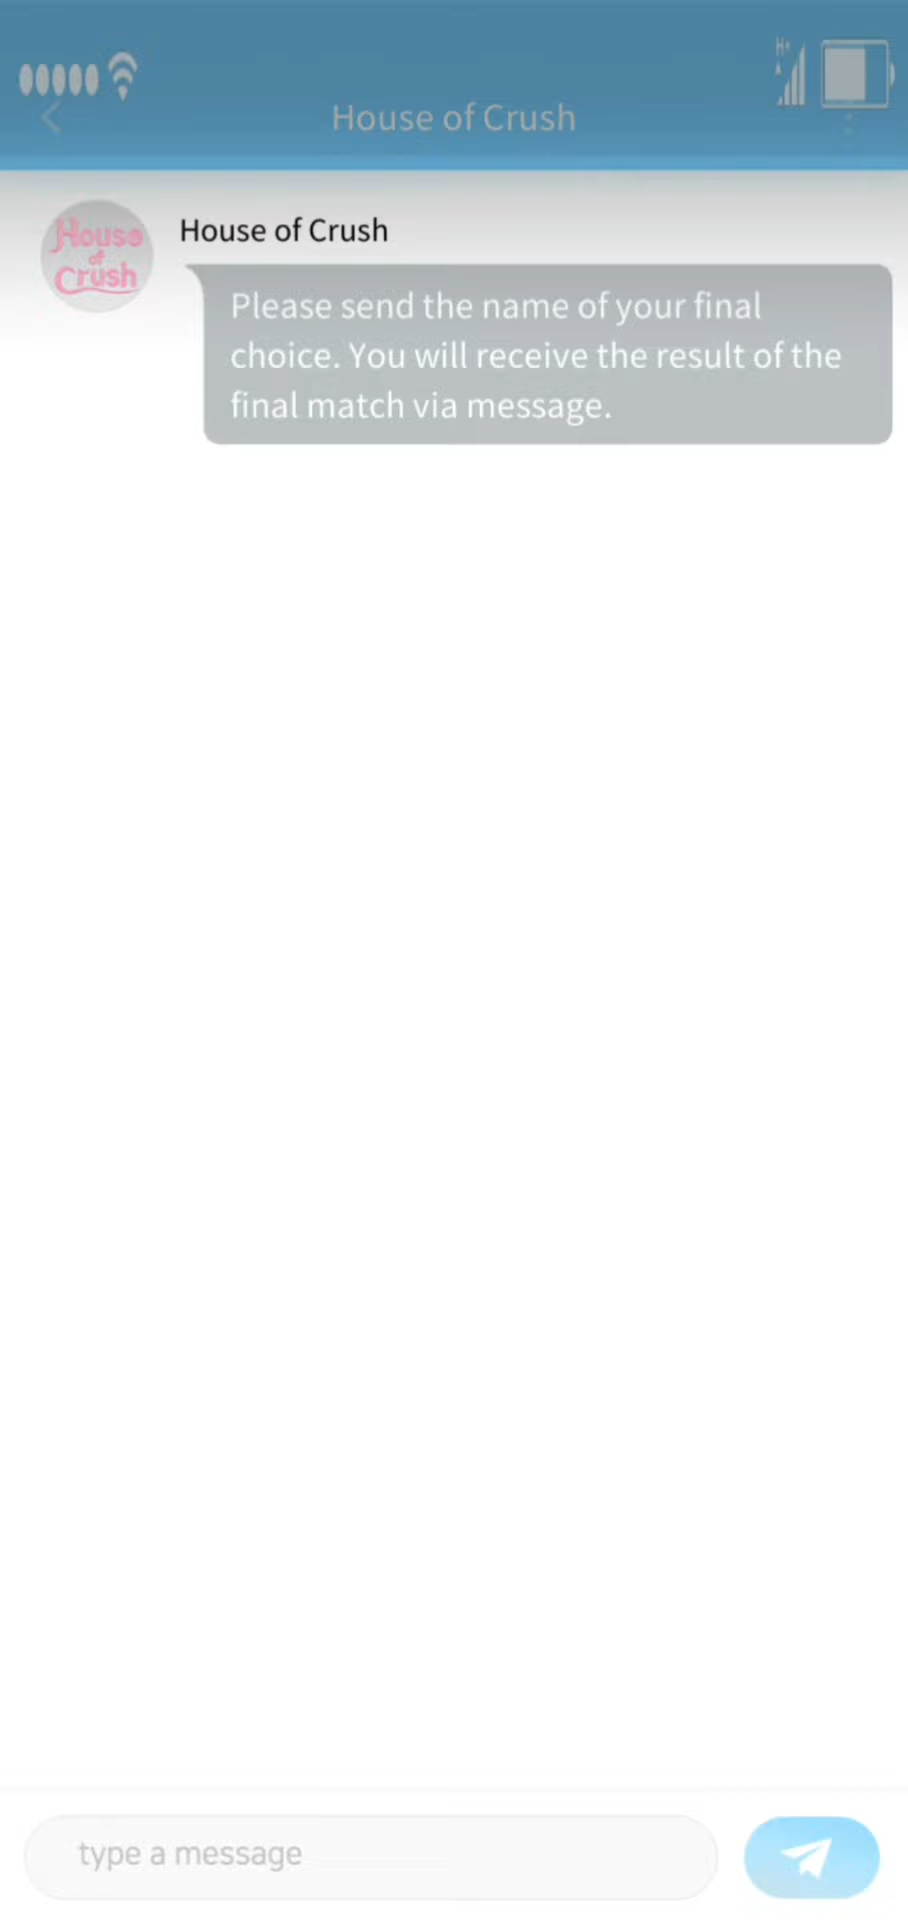 House of Crush
House
of
Crush
House of Crush
Please send the name of your final
choice. You will receive the result of the
final match via message.
type a message